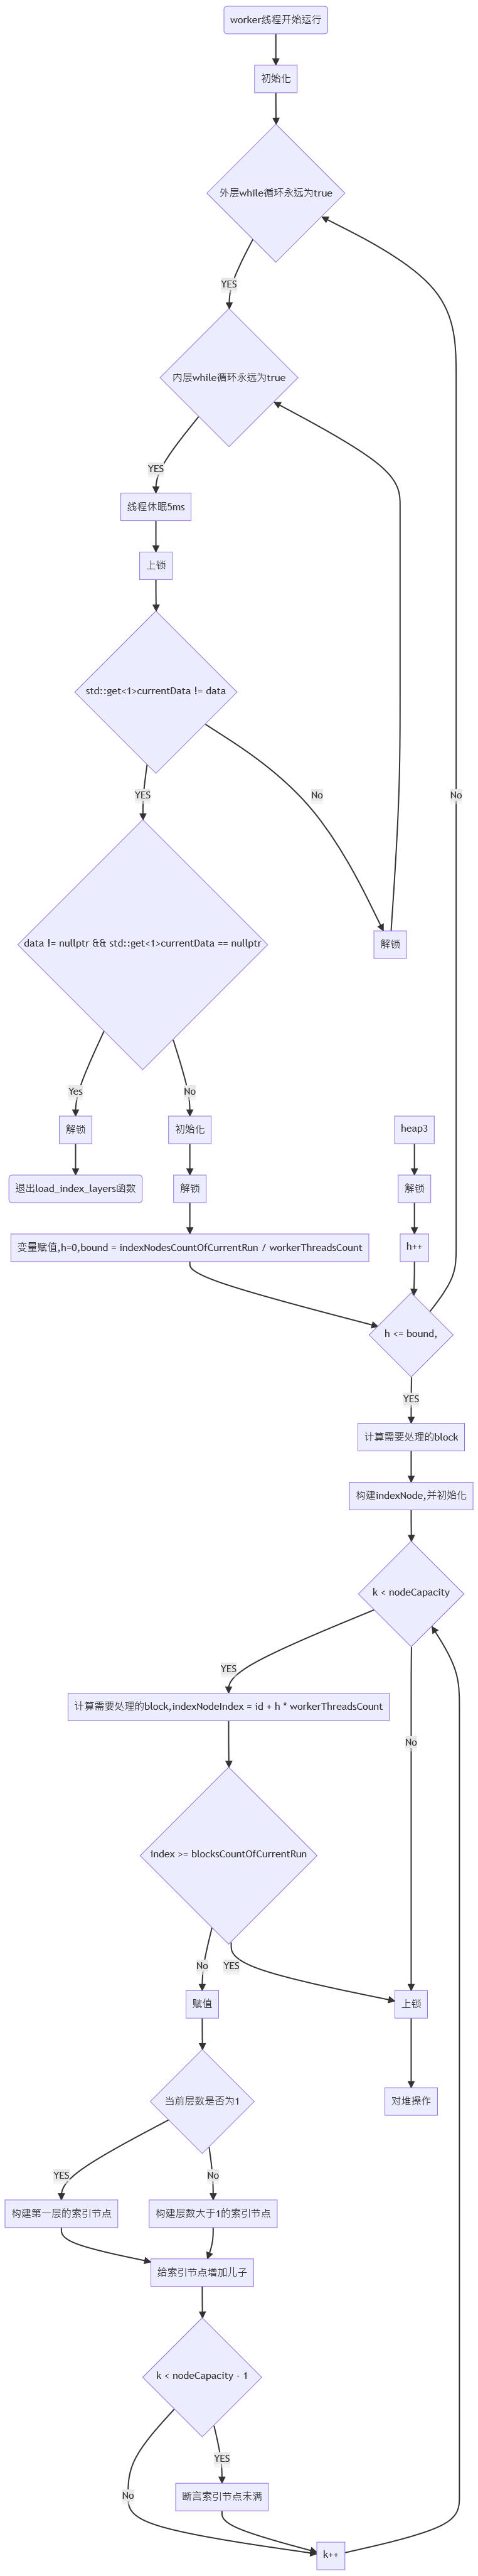 worker线程开始运行
初始化
外层while循环永远为true
YES
内层while循环永远为true
YES
线程休眠5ms
上锁
std::get<1>currentData != data
YES
No
No
data != nullptr && std::get<1>currentData == nullptr
解锁
Yes
No
解锁
初始化
heap3
退出load_index_layers函数
解锁
解锁
变量赋值,h=0,bound = indexNodesCountOfCurrentRun / workerThreadsCount
h++
h <= bound,
YES
计算需要处理的block
构建indexNode,并初始化
k < nodeCapacity
YES
计算需要处理的block,indexNodeIndex = id + h * workerThreadsCount
No
index >= blocksCountOfCurrentRun
No
YES
赋值
上锁
当前层数是否为1
对堆操作
YES
No
构建第一层的索引节点
构建层数大于1的索引节点
给索引节点增加儿子
k < nodeCapacity - 1
YES
No
断言索引节点未满
k++